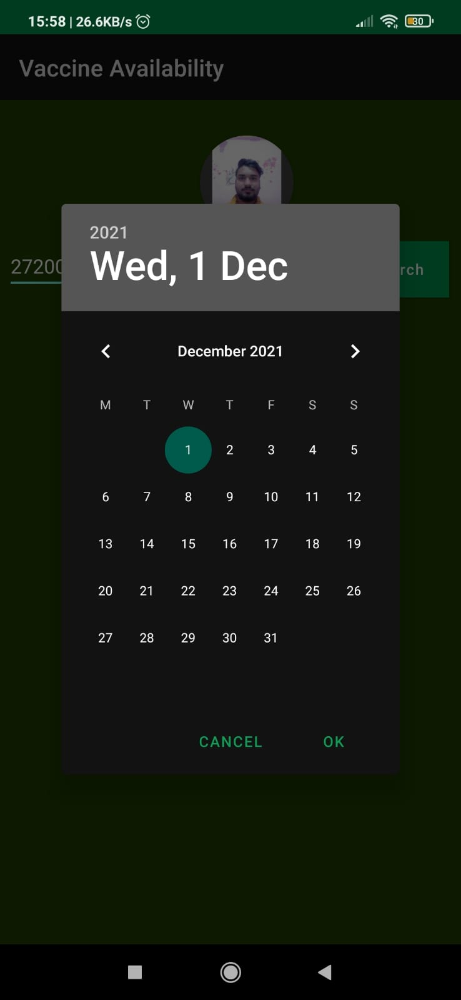 15:58 | 26.6KB/s
30
Vaccine Availability
2021
Wed, 1 Dec
December 2021
M T W T F S S
1 2 3 4 5
6 7 8 9 10 11 12
13 14 15 16 17 18 19
20 21 22 23 24 25 26
27 28 29 30 31
CANCEL OK